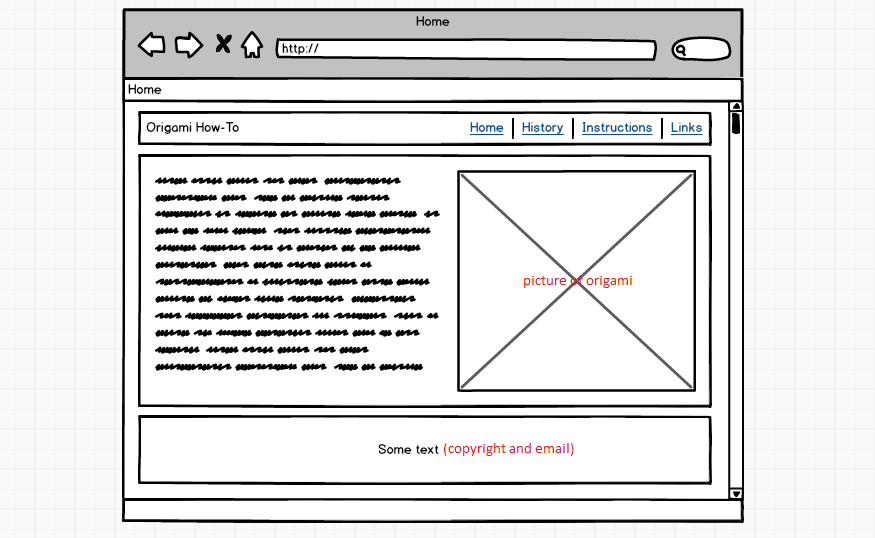 Home
http://
Home
Origami How-To Home History Instructions Links
picture of origami
Some text (copyright and email)